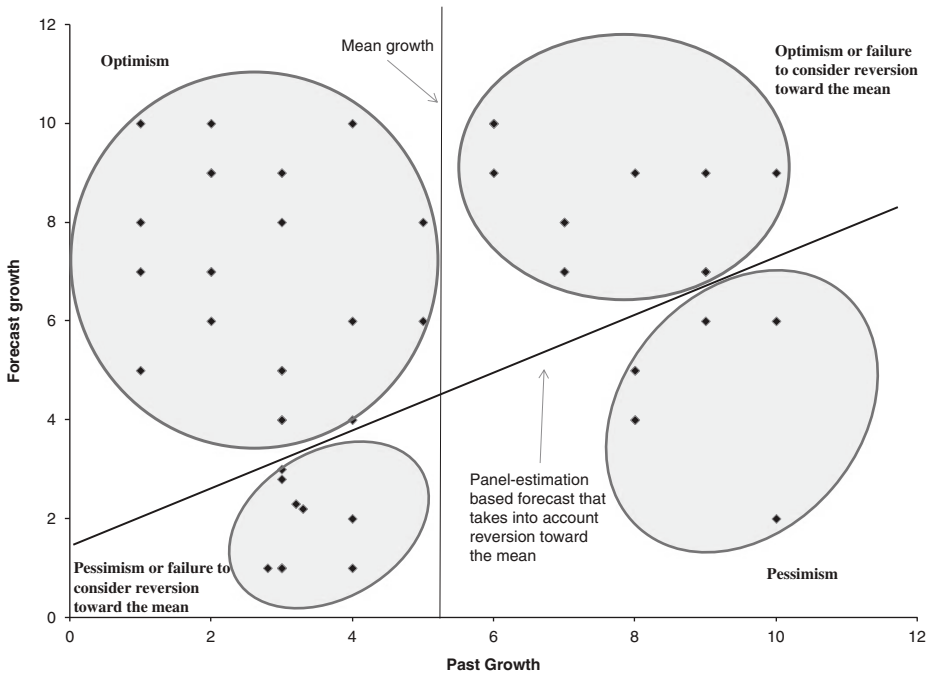 12
Mean growth
Optimism
Optimism or failure
to consider reversion
toward the mean
10
8
6
4
2
0
Forecast growth
Panel-estimation
based forecast that
takes into account
reversion toward
the mean
Pessimism or failure to
consider reversion
toward the mean
Pessimism
0
2
4
6
8
10
12
Past Growth